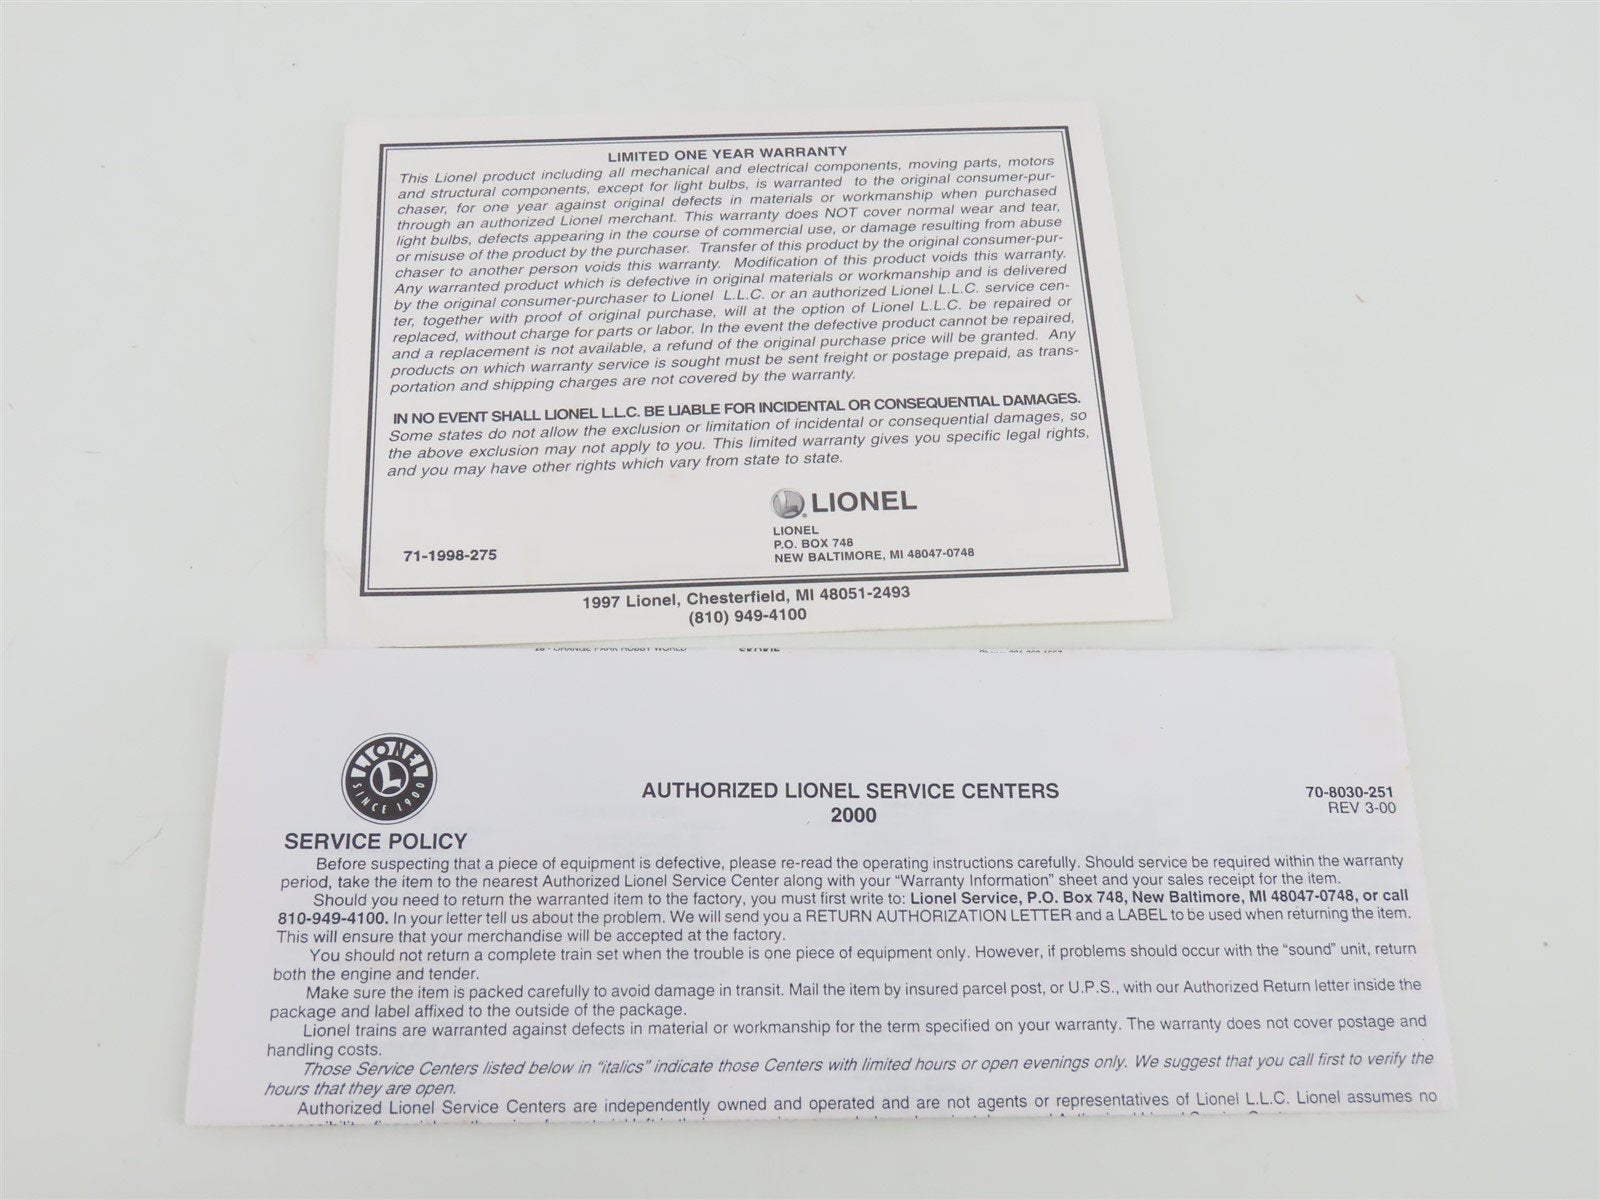 LIMITED ONE YEAR WARRANTY
This Lionel product including all mechanical and electrical components, moving parts, motors
and structural components, except for light bulbs, is warranted to the original consumer-pur-
chaser, for one year against original defects in materials or workmanship when purchased
through an authorized Lionel merchant. This warranty does NOT cover normal wear and tear,
light bulbs, defects appearing in the course of commercial use, or damage resulting from abuse
or misuse of the product by the purchaser. Transfer of this product by the original consumer-pur-
chaser to another person voids this warranty. Modification of this product voids this warranty.
Any warranted product which is defective in original materials or workmanship and is delivered
by the original consumer-purchaser to Lionel L.L.C. or an authorized Lionel L.L.C. service cen-
ter, together with proof of original purchase, will at the option of Lionel L.L.C. be repaired or
replaced, without charge for parts or labor. In the event the defective product cannot be repaired,
and a replacement is not available, a refund of the original purchase price will be granted. Any
products on which warranty service is sought must be sent freight or postage prepaid, as trans-
portation and shipping charges are not covered by the warranty.
IN NO EVENT SHALL LIONEL L.L.C. BE LIABLE FOR INCIDENTAL OR CONSEQUENTIAL DAMAGES.
Some states do not allow the exclusion or limitation of incidental or consequential damages, so
the above exclusion may not apply to you. This limited warranty gives you specific legal rights,
and you may have other rights which vary from state to state.
L LIONEL
LIONEL
P.O. BOX 748
NEW BALTIMORE, MI 48047-0748
71-1998-275
1997 Lionel, Chesterfield, MI 48051-2493
(810) 949-4100
28 - ORANGE PARK HOBBY WORLD SKOKIE
LIONEL
L
SINCE 1900
AUTHORIZED LIONEL SERVICE CENTERS
2000
70-8030-251
REV 3-00
SERVICE POLICY
Before suspecting that a piece of equipment is defective, please re-read the operating instructions carefully. Should service be required within the warranty
period, take the item to the nearest Authorized Lionel Service Center along with your “Warranty Information” sheet and your sales receipt for the item.
Should you need to return the warranted item to the factory, you must first write to: Lionel Service, P.O. Box 748, New Baltimore, MI 48047-0748, or call
810-949-4100. In your letter tell us about the problem. We will send you a RETURN AUTHORIZATION LETTER and a LABEL to be used when returning the item.
This will ensure that your merchandise will be accepted at the factory.
You should not return a complete train set when the trouble is one piece of equipment only. However, if problems should occur with the “sound” unit, return
both the engine and tender.
Make sure the item is packed carefully to avoid damage in transit. Mail the item by insured parcel post, or U.P.S., with our Authorized Return letter inside the
package and label affixed to the outside of the package.
Lionel trains are warranted against defects in material or workmanship for the term specified on your warranty. The warranty does not cover postage and
handling costs.
Those Service Centers listed below in “italics” indicate those Centers with limited hours or open evenings only. We suggest that you call first to verify the
hours that they are open.
Authorized Lionel Service Centers are independently owned and operated and are not agents or representatives of Lionel L.L.C. Lionel assumes no